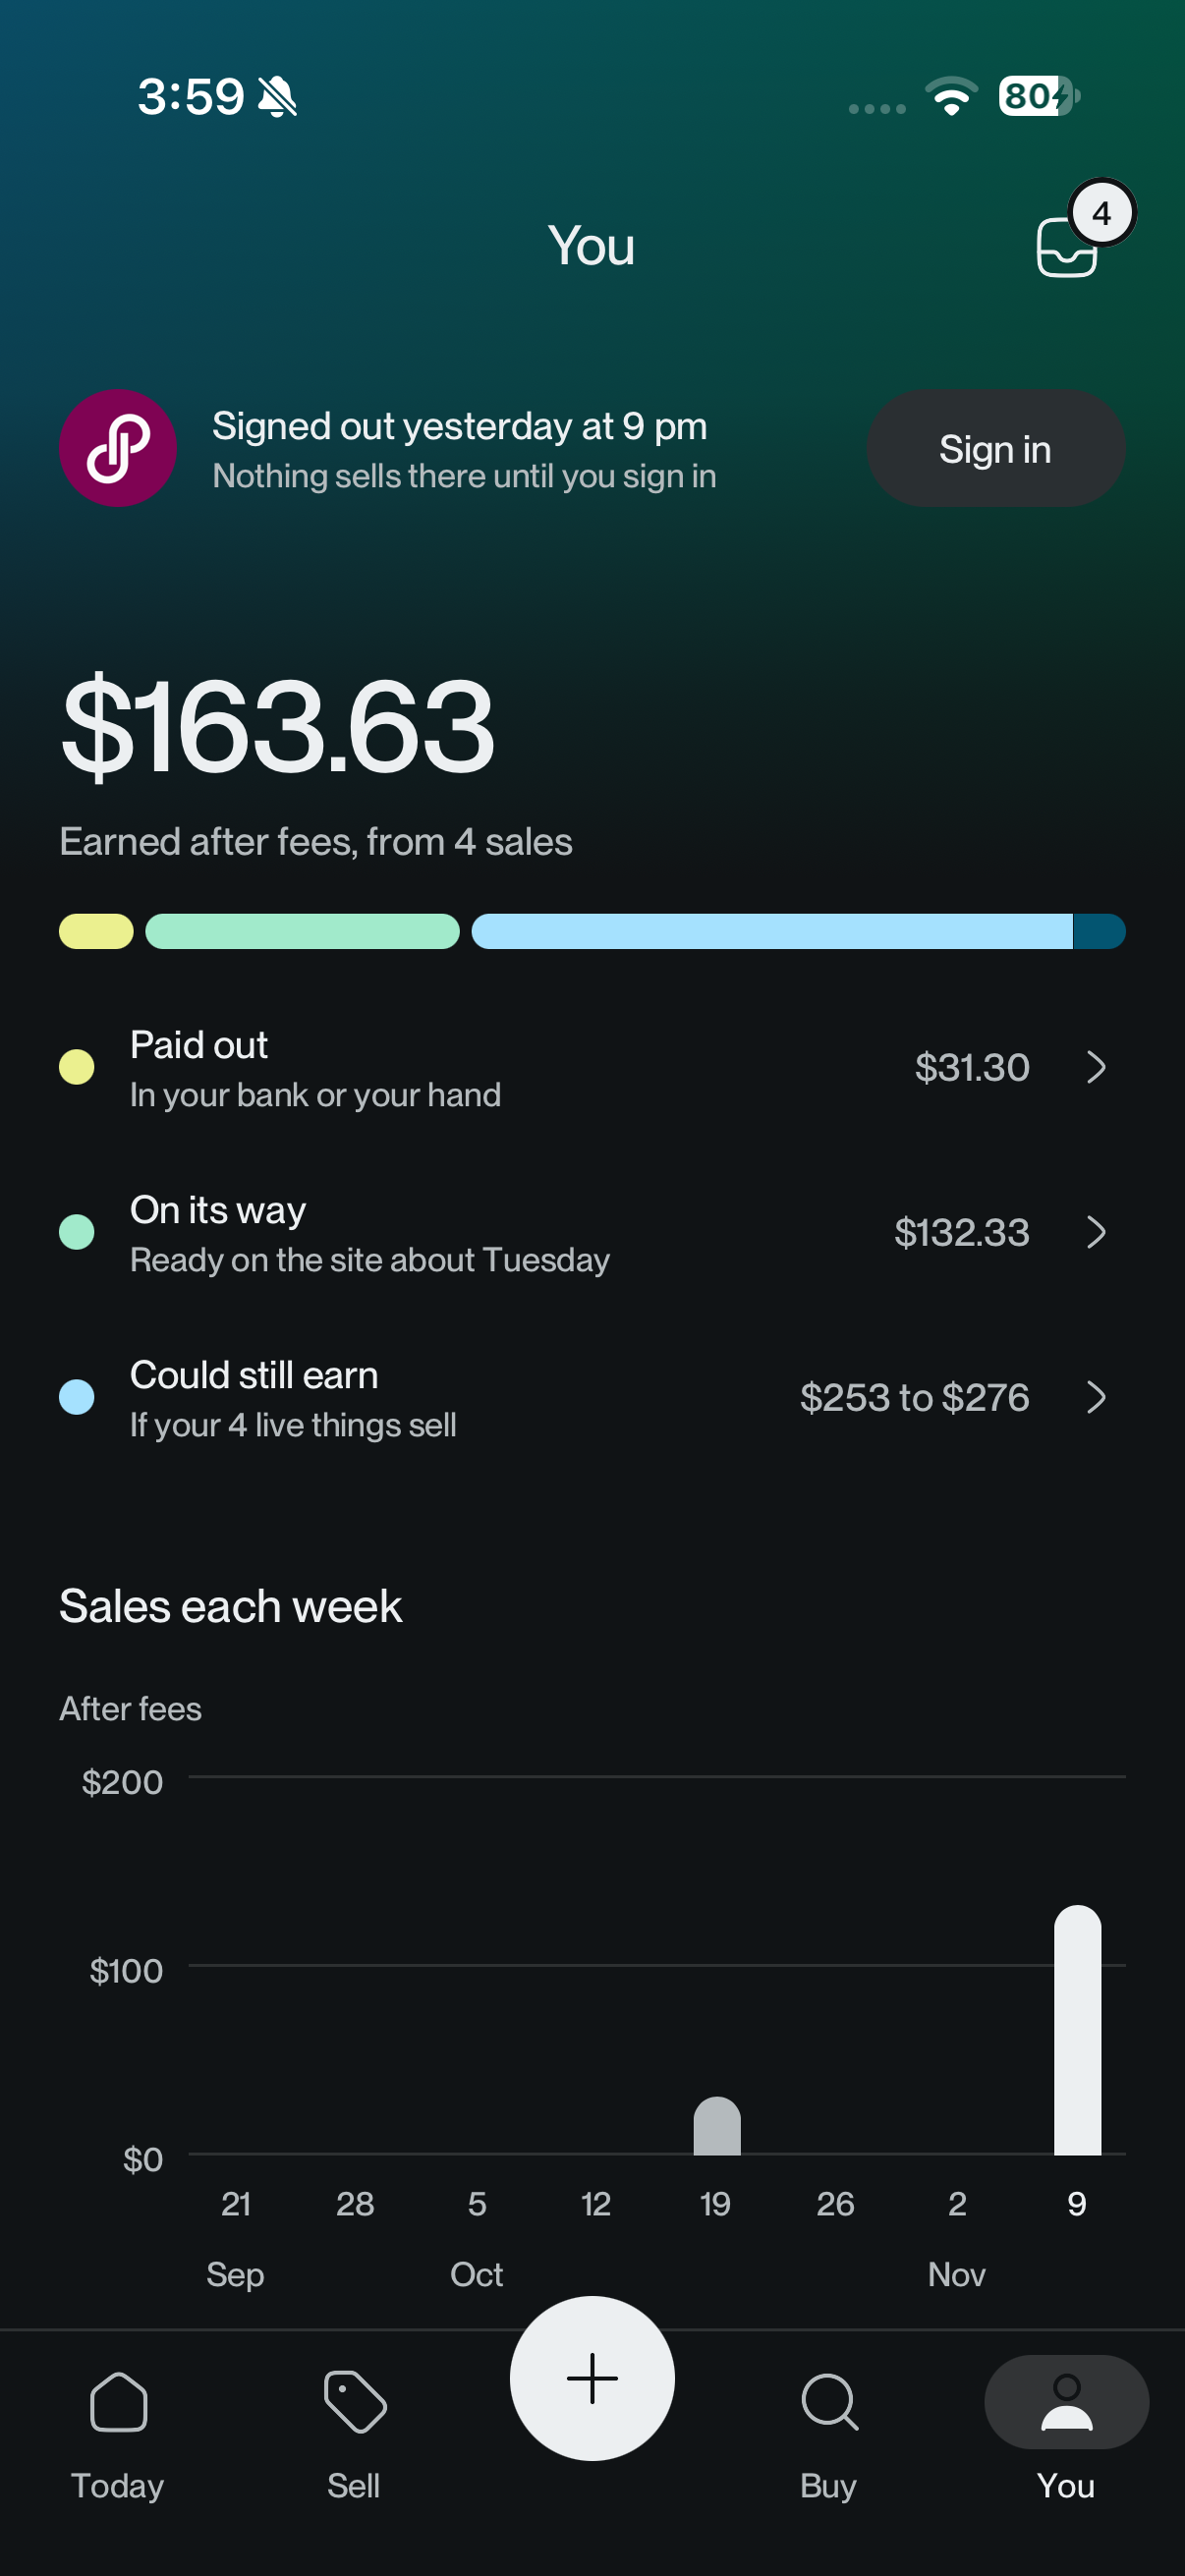 3:59
80
You
4
Signed out yesterday at 9 pm
Nothing sells there until you sign in
Sign in
$163.63
Earned after fees, from 4 sales
Paid out
In your bank or your hand
$31.30
On its way
Ready on the site about Tuesday
$132.33
Could still earn
If your 4 live things sell
$253 to $276
Sales each week
After fees
$200
$100
$0
21 28 5 12 19 26 2 9
Sep Oct Nov
Today Sell Buy You